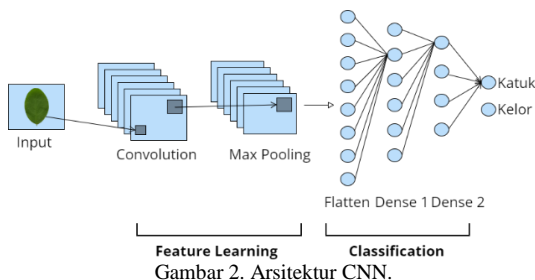 Katuk
Kelor
Input
Convolution
Max Pooling
Flatten Dense 1 Dense 2
Feature Learning
Classification
Gambar 2. Arsitektur CNN.